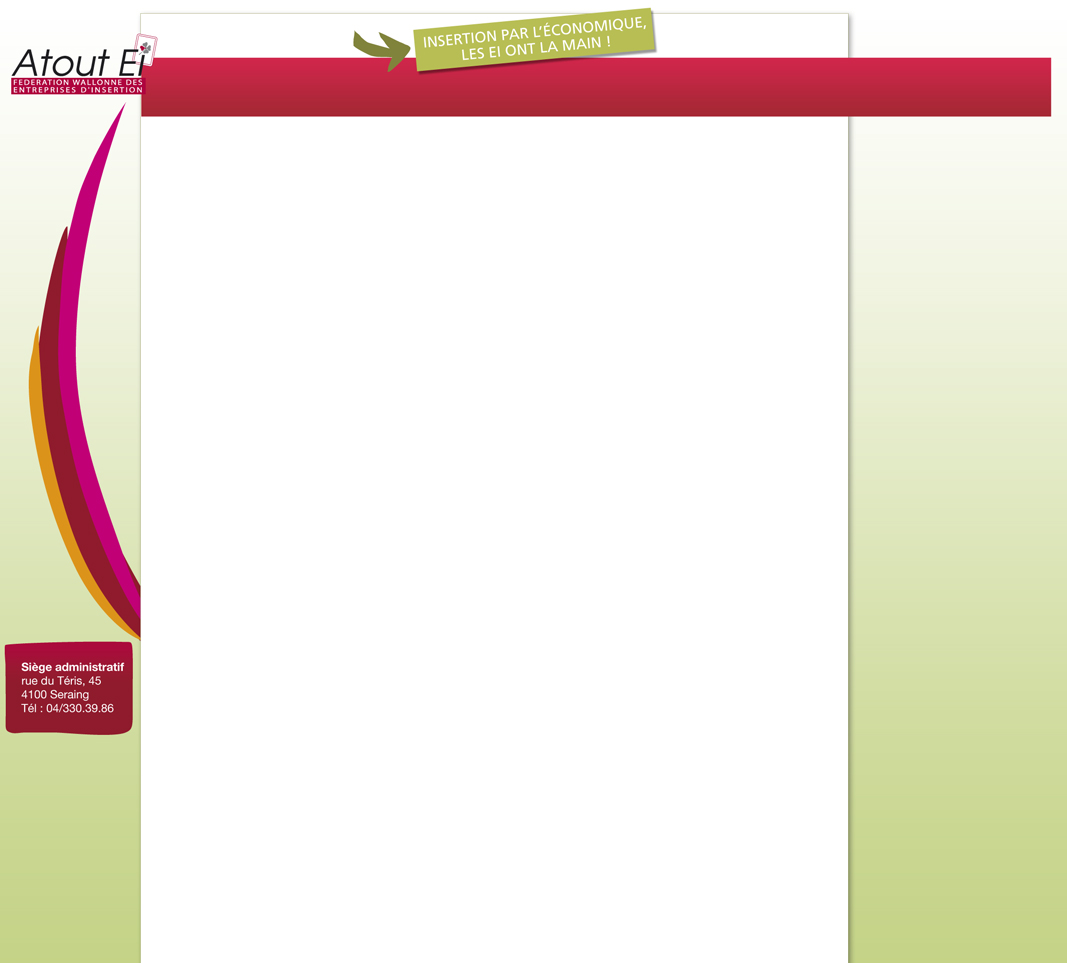 INSERTION PAR L'ÉCONOMIQUE,
LES EI ONT LA MAIN !
Atout Ei
FEDERATION WALLONNE DES
ENTREPRISES D'INSERTION
Siège administratif
rue du Téris, 45
4100 Seraing
Tél : 04/330.39.86